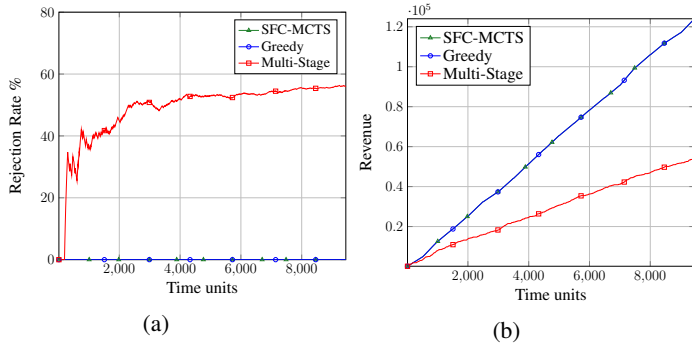 80
60
40
20
0
2,000
4,000
6,000
8,000
Rejection Rate %
Time units
SFC-MCTS
Greedy
Multi-Stage
(a)
·10⁵
1.2
1
0.8
0.6
0.4
0.2
2,000
4,000
6,000
8,000
Revenue
Time units
SFC-MCTS
Greedy
Multi-Stage
(b)